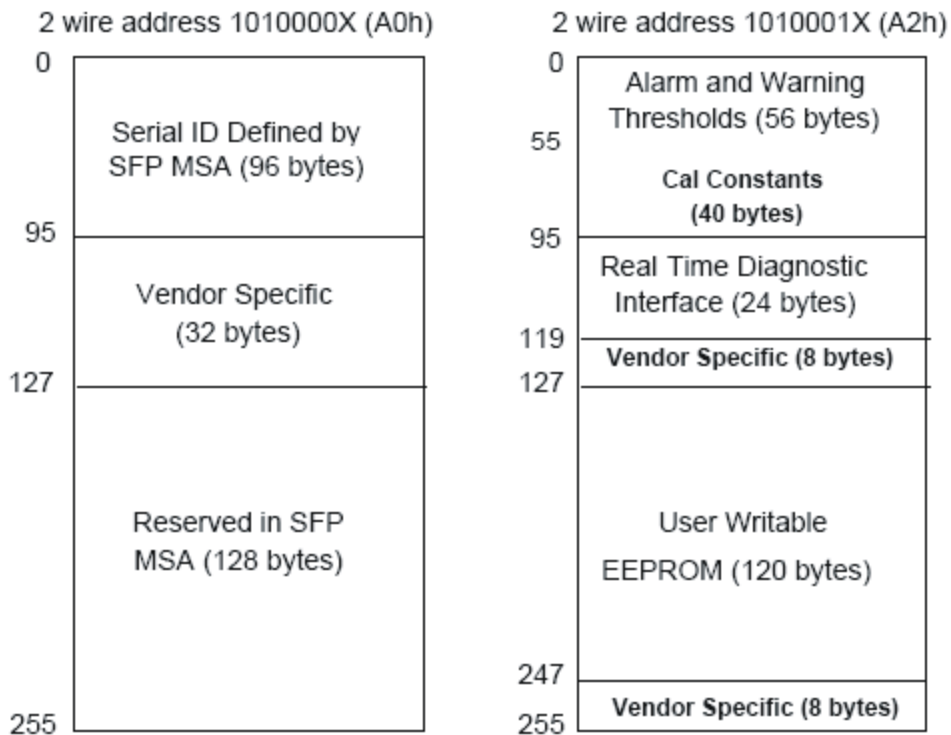 2 wire address 1010000X (A0h)
0
Serial ID Defined by
SFP MSA (96 bytes)
95
Vendor Specific
(32 bytes)
127
Reserved in SFP
MSA (128 bytes)
255
2 wire address 1010001X (A2h)
0
Alarm and Warning
Thresholds (56 bytes)
55
Cal Constants
(40 bytes)
95
Real Time Diagnostic
Interface (24 bytes)
119
Vendor Specific (8 bytes)
127
User Writable
EEPROM (120 bytes)
247
Vendor Specific (8 bytes)
255